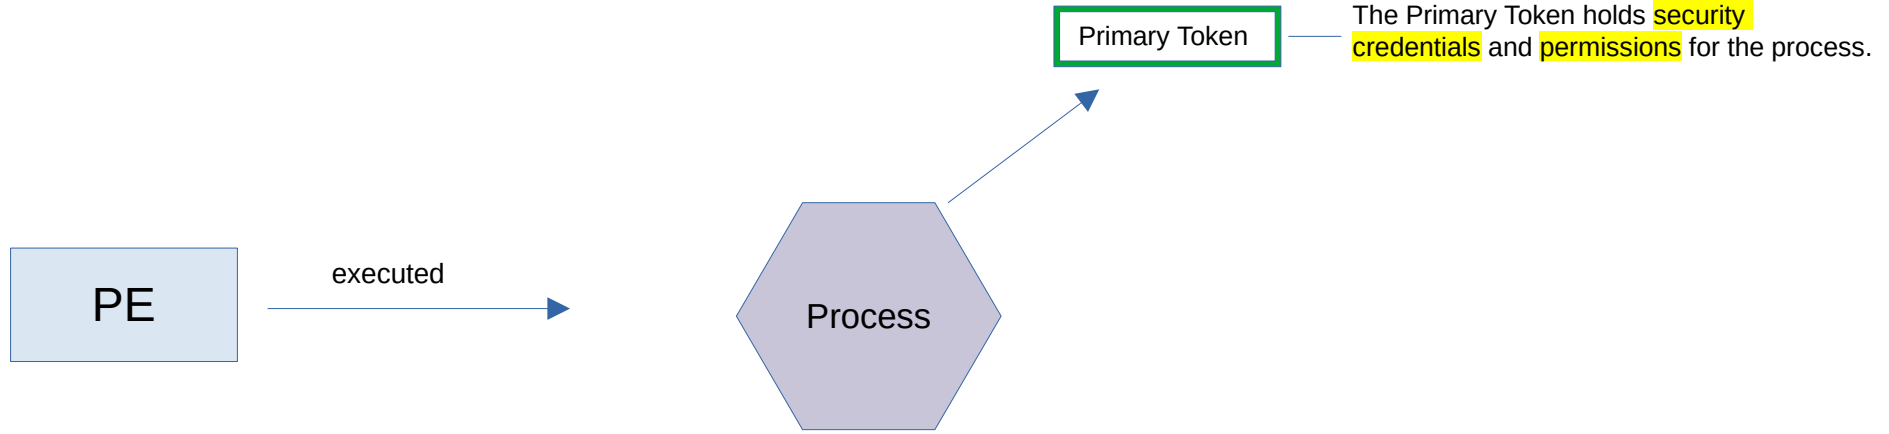 Primary Token
The Primary Token holds security
credentials and permissions for the process.
executed
PE
Process